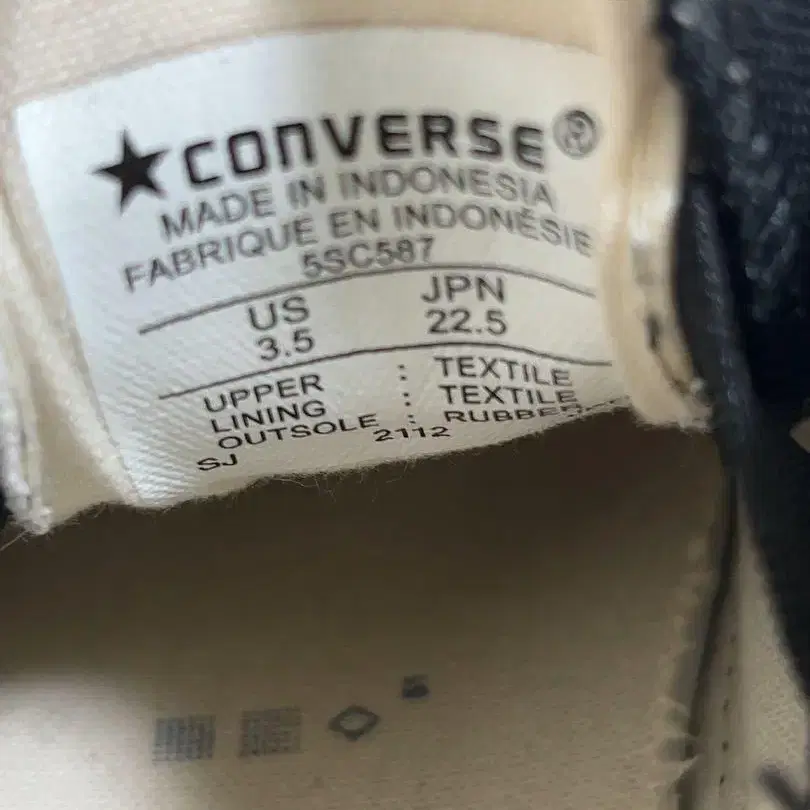 ★CONVERSE®
MADE IN INDONESIA
FABRIQUE EN INDONÉSIE
5SC587
US JPN
3.5 22.5
UPPER : TEXTILE
LINING : TEXTILE
OUTSOLE : RUBBER
SJ 2112